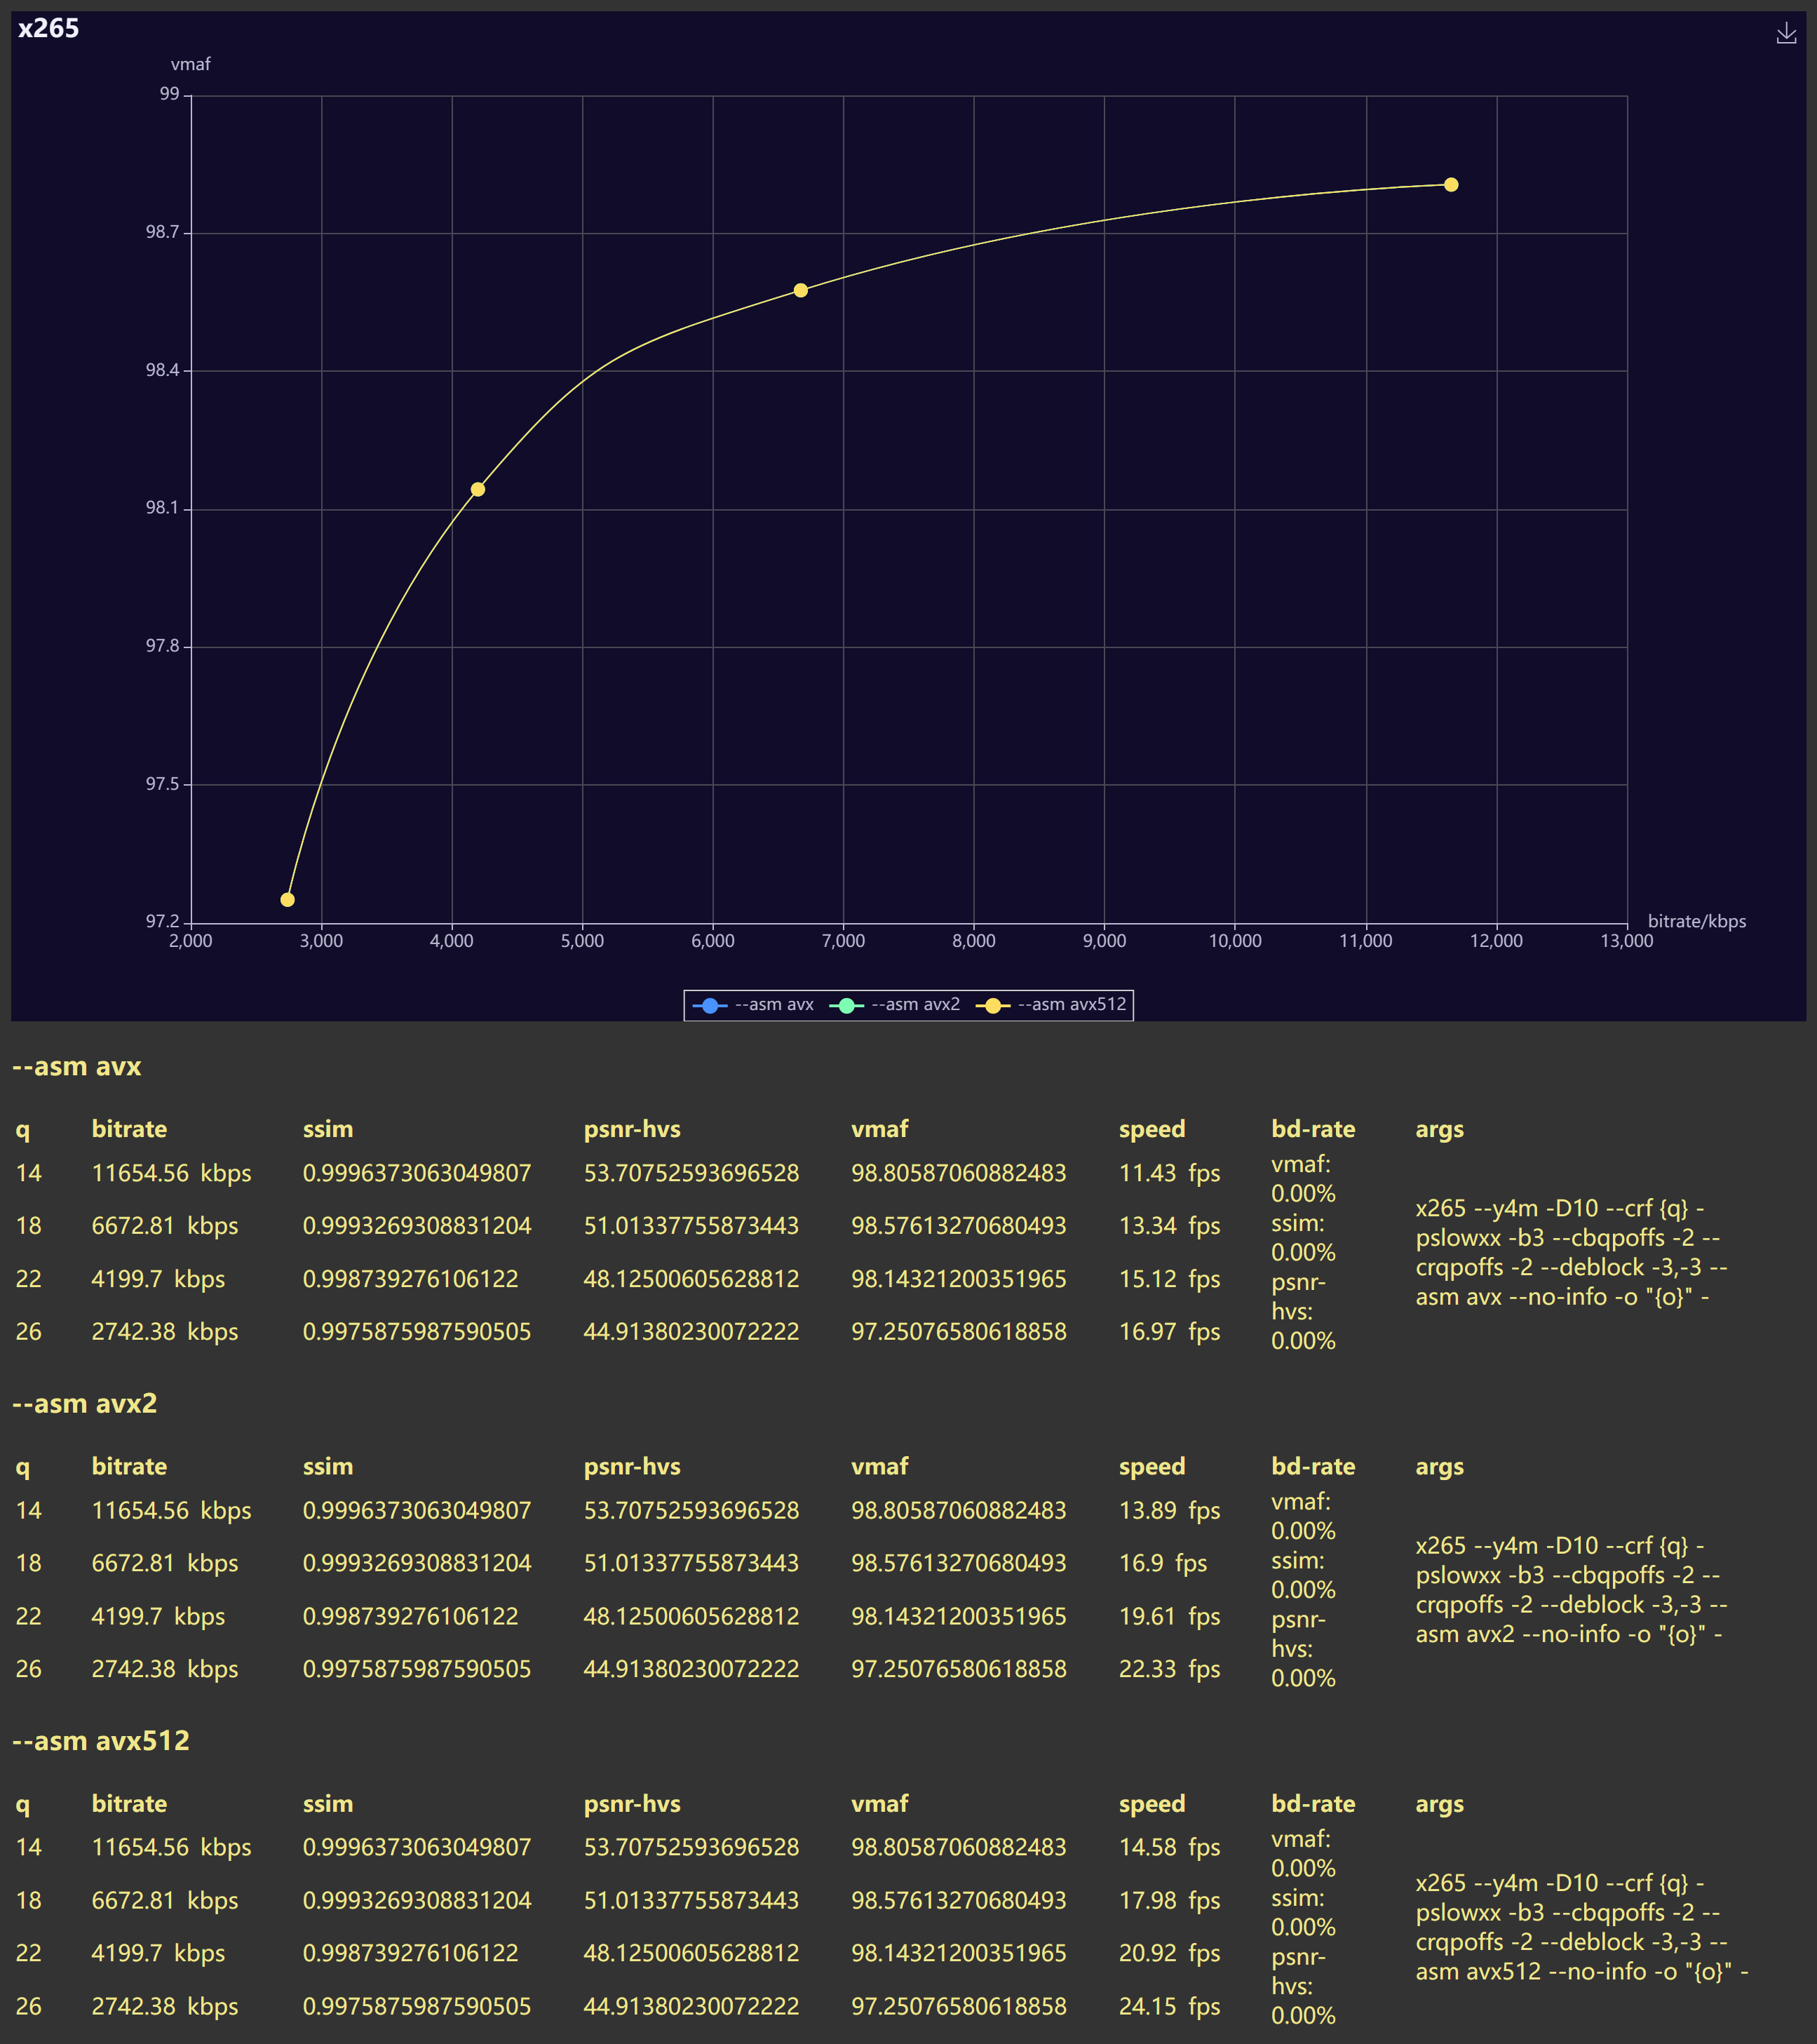 x265
vmaf
99
98.7
98.4
98.1
97.8
97.5
97.2
2,000 3,000 4,000 5,000 6,000 7,000 8,000 9,000 10,000 11,000 12,000 13,000
bitrate/kbps
--asm avx --asm avx2 --asm avx512
--asm avx
q bitrate ssim psnr-hvs vmaf speed bd-rate args
14 11654.56 kbps 0.9996373063049807 53.70752593696528 98.80587060882483 11.43 fps
18 6672.81 kbps 0.9993269308831204 51.01337755873443 98.57613270680493 13.34 fps
22 4199.7 kbps 0.998739276106122 48.12500605628812 98.14321200351965 15.12 fps
26 2742.38 kbps 0.9975875987590505 44.91380230072222 97.25076580618858 16.97 fps
vmaf:
0.00%
ssim:
0.00%
psnr-
hvs:
0.00%
x265 --y4m -D10 --crf {q} -
pslowxx -b3 --cbqpoffs -2 --
crqpoffs -2 --deblock -3,-3 --
asm avx --no-info -o "{o}" -
--asm avx2
q bitrate ssim psnr-hvs vmaf speed bd-rate args
14 11654.56 kbps 0.9996373063049807 53.70752593696528 98.80587060882483 13.89 fps
18 6672.81 kbps 0.9993269308831204 51.01337755873443 98.57613270680493 16.9 fps
22 4199.7 kbps 0.998739276106122 48.12500605628812 98.14321200351965 19.61 fps
26 2742.38 kbps 0.9975875987590505 44.91380230072222 97.25076580618858 22.33 fps
vmaf:
0.00%
ssim:
0.00%
psnr-
hvs:
0.00%
x265 --y4m -D10 --crf {q} -
pslowxx -b3 --cbqpoffs -2 --
crqpoffs -2 --deblock -3,-3 --
asm avx2 --no-info -o "{o}" -
--asm avx512
q bitrate ssim psnr-hvs vmaf speed bd-rate args
14 11654.56 kbps 0.9996373063049807 53.70752593696528 98.80587060882483 14.58 fps
18 6672.81 kbps 0.9993269308831204 51.01337755873443 98.57613270680493 17.98 fps
22 4199.7 kbps 0.998739276106122 48.12500605628812 98.14321200351965 20.92 fps
26 2742.38 kbps 0.9975875987590505 44.91380230072222 97.25076580618858 24.15 fps
vmaf:
0.00%
ssim:
0.00%
psnr-
hvs:
0.00%
x265 --y4m -D10 --crf {q} -
pslowxx -b3 --cbqpoffs -2 --
crqpoffs -2 --deblock -3,-3 --
asm avx512 --no-info -o "{o}" -